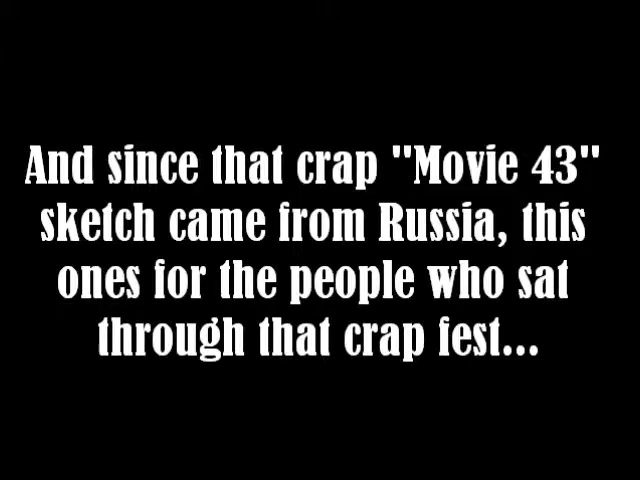 And since that crap "Movie 43"
sketch came from Russia, this
ones for the people who sat
through that crap fest...